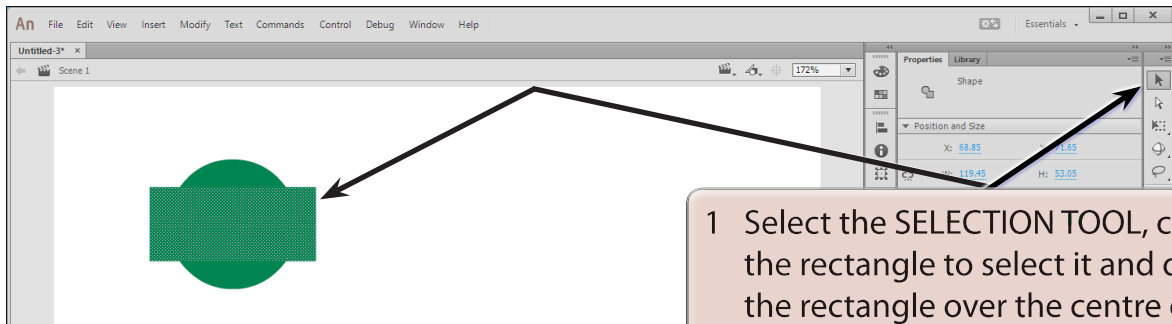 An File Edit View Insert Modify Text Commands Control Debug Window Help Essentials
Untitled-3* ×
Properties Library
Scene 1
172%
Shape
Position and Size
X: 68.85
W: 119.45 H: 53.05
1 Select the SELECTION TOOL, c
the rectangle to select it and
the rectangle over the centre